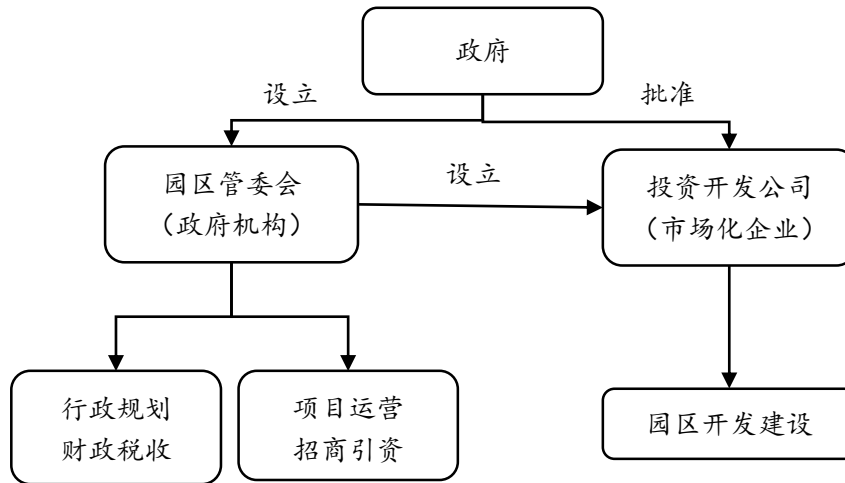 政府
设立
批准
园区管委会
（政府机构）
设立
投资开发公司
（市场化企业）
行政规划
财政税收
项目运营
招商引资
园区开发建设